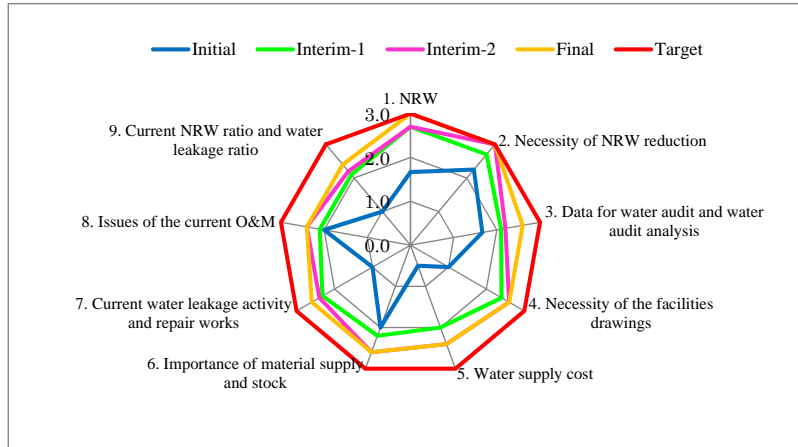 Initial Interim-1 Interim-2 Final Target
1. NRW
3.0
2.0
1.0
0.0
2. Necessity of NRW reduction
3. Data for water audit and water
audit analysis
4. Necessity of the facilities
drawings
5. Water supply cost
6. Importance of material supply
and stock
7. Current water leakage activity
and repair works
8. Issues of the current O&M
9. Current NRW ratio and water
leakage ratio